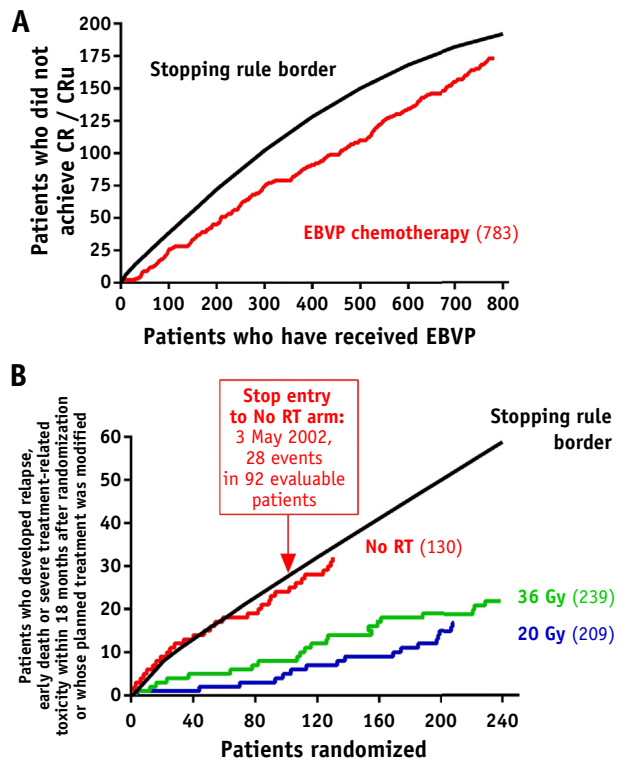 A
Patients who did not
achieve CR / CRu
200
175
150
125
100
75
50
25
0
Stopping rule border
EBVP chemotherapy (783)
0 100 200 300 400 500 600 700 800
Patients who have received EBVP
B
Patients who developed relapse,
early death or severe treatment-related
toxicity within 18 months after randomization
or whose planned treatment was modified
60
50
40
30
20
10
0
Stop entry
to No RT arm:
3 May 2002,
28 events
in 92 evaluable
patients
Stopping rule
border
No RT (130)
36 Gy (239)
20 Gy (209)
0 40 80 120 160 200 240
Patients randomized